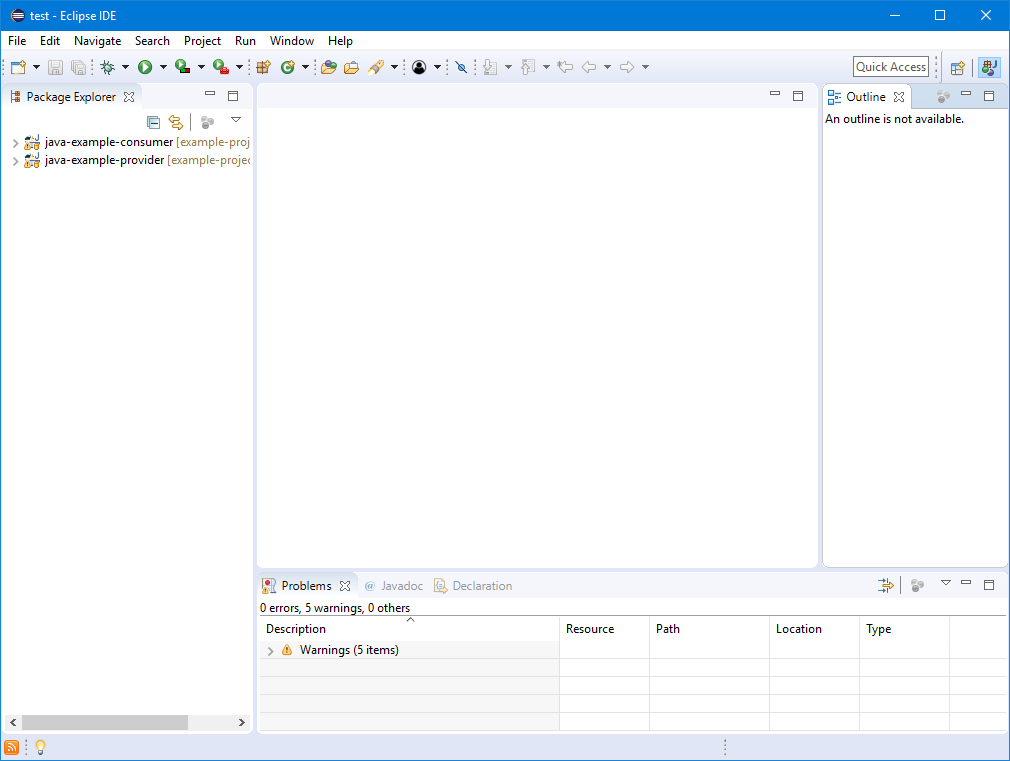 test - Eclipse IDE
File Edit Navigate Search Project Run Window Help
Quick Access
Package Explorer
java-example-consumer [example-proj
java-example-provider [example-projec
Outline
An outline is not available.
Problems @ Javadoc Declaration
0 errors, 5 warnings, 0 others
Description Resource Path Location Type
Warnings (5 items)